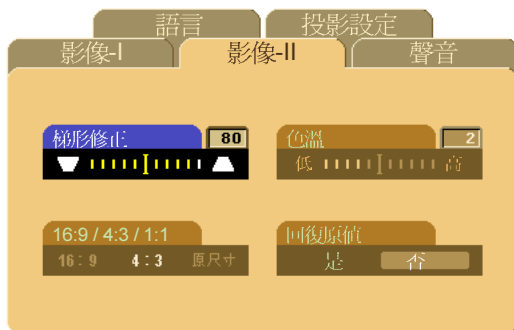 語言 投影設定
影像-I 影像-II 聲音
梯形修正 80
色溫 2
低 高
16:9 / 4:3 / 1:1
16：9 4：3 原尺寸
回復原值
是 否